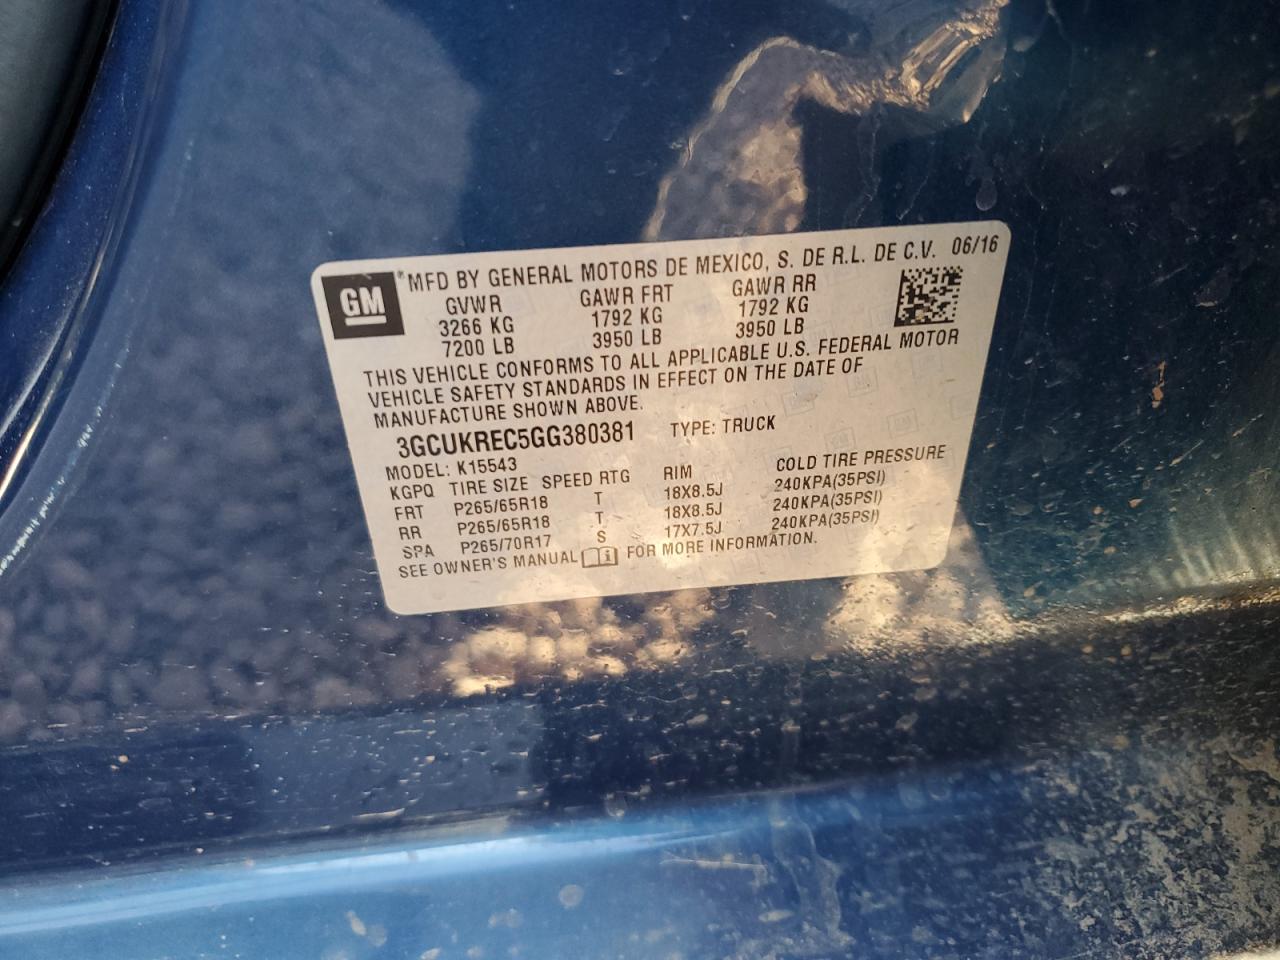 GM
® MFD BY GENERAL MOTORS DE MEXICO, S. DE R.L. DE C.V. 06/16
GVWR GAWR FRT GAWR RR
3266 KG 1792 KG 1792 KG
7200 LB 3950 LB 3950 LB
THIS VEHICLE CONFORMS TO ALL APPLICABLE U.S. FEDERAL MOTOR
VEHICLE SAFETY STANDARDS IN EFFECT ON THE DATE OF
MANUFACTURE SHOWN ABOVE.
3GCUKREC5GG380381 TYPE: TRUCK
MODEL: K15543
KGPQ TIRE SIZE SPEED RTG RIM COLD TIRE PRESSURE
FRT P265/65R18 T 18X8.5J 240KPA(35PSI)
RR P265/65R18 T 18X8.5J 240KPA(35PSI)
SPA P265/70R17 S 17X7.5J 240KPA(35PSI)
SEE OWNER'S MANUAL FOR MORE INFORMATION.